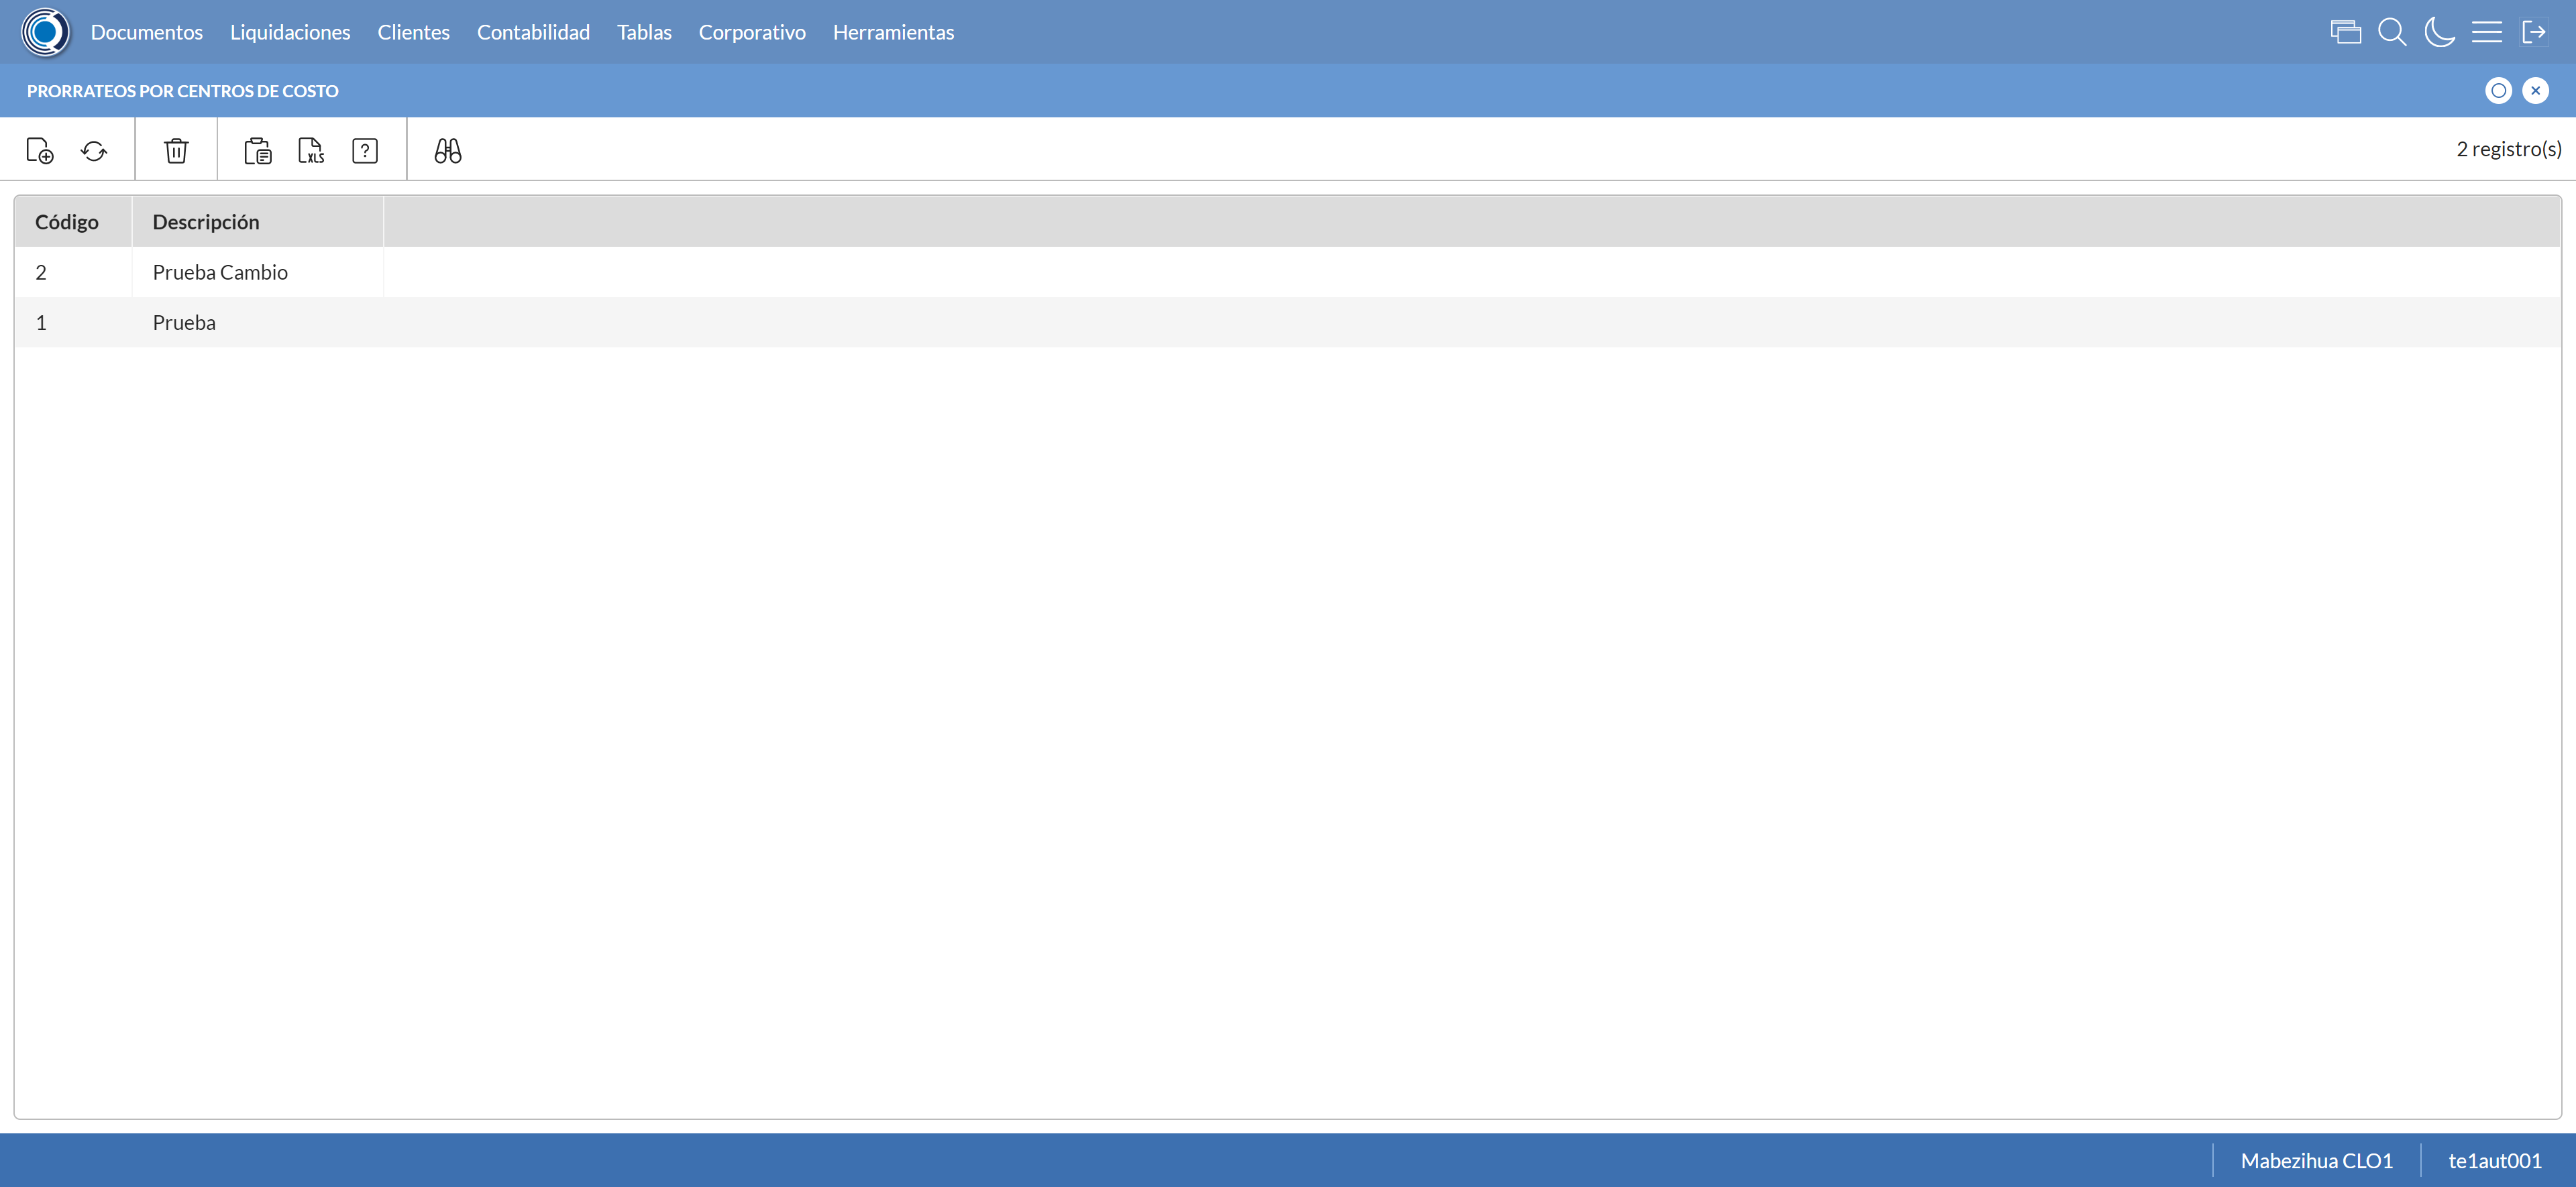 Documentos Liquidaciones Clientes Contabilidad Tablas Corporativo Herramientas
PRORRATEOS POR CENTROS DE COSTO
XLS ? 2 registro(s)
Código Descripción
2 Prueba Cambio
1 Prueba
Mabezihua CLO1 te1aut001